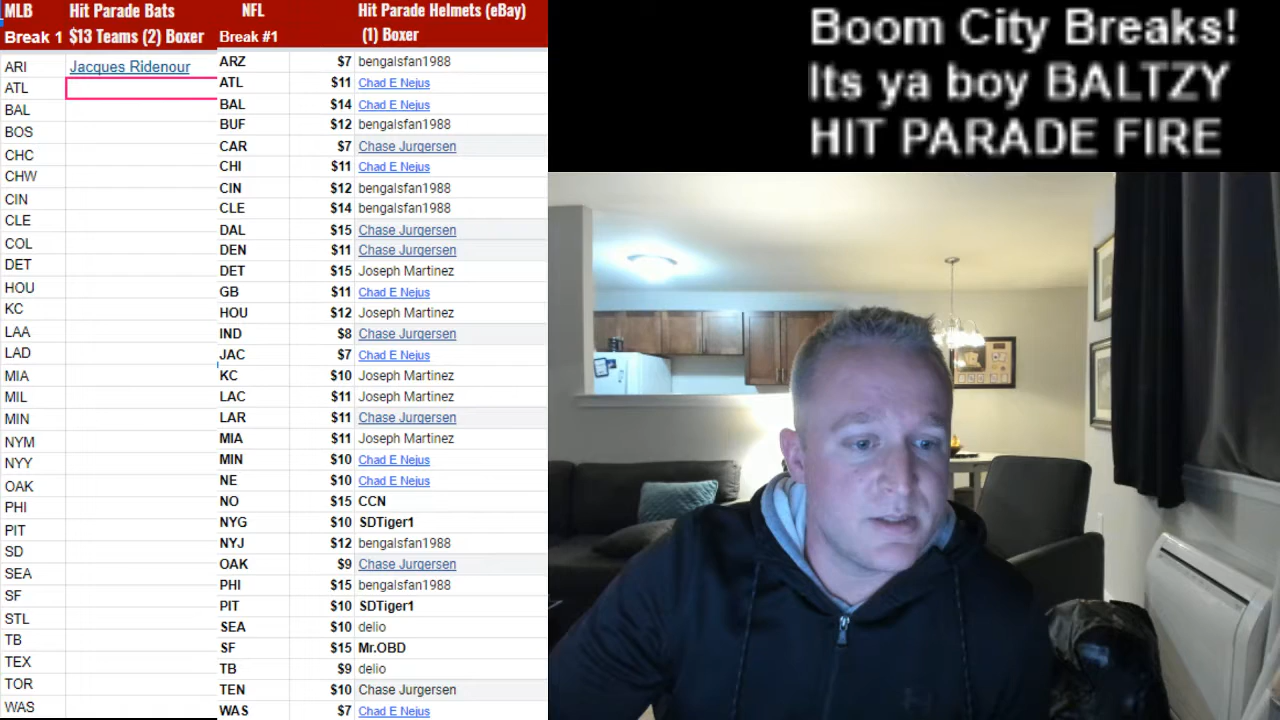 MLB Hit Parade Bats
Break 1 $13 Teams (2) Boxer
ARI Jacques Ridenour
ATL
BAL
BOS
CHC
CHW
CIN
CLE
COL
DET
HOU
KC
LAA
LAD
MIA
MIL
MIN
NYM
NYY
OAK
PHI
PIT
SD
SEA
SF
STL
TB
TEX
TOR
WAS
NFL Hit Parade Helmets (eBay)
Break #1 (1) Boxer
ARZ $7 bengalsfan1988
ATL $11 Chad E Nejus
BAL $14 Chad E Nejus
BUF $12 bengalsfan1988
CAR $7 Chase Jurgersen
CHI $11 Chad E Nejus
CIN $12 bengalsfan1988
CLE $14 bengalsfan1988
DAL $15 Chase Jurgersen
DEN $11 Chase Jurgersen
DET $15 Joseph Martinez
GB $11 Chad E Nejus
HOU $12 Joseph Martinez
IND $8 Chase Jurgersen
JAC $7 Chad E Nejus
KC $10 Joseph Martinez
LAC $11 Joseph Martinez
LAR $11 Chase Jurgersen
MIA $11 Joseph Martinez
MIN $10 Chad E Nejus
NE $10 Chad E Nejus
NO $15 CCN
NYG $10 SDTiger1
NYJ $12 bengalsfan1988
OAK $9 Chase Jurgersen
PHI $15 bengalsfan1988
PIT $10 SDTiger1
SEA $10 delio
SF $15 Mr.OBD
TB $9 delio
TEN $10 Chase Jurgersen
WAS $7 Chad E Nejus
Boom City Breaks!
Its ya boy BALTZY
HIT PARADE FIRE